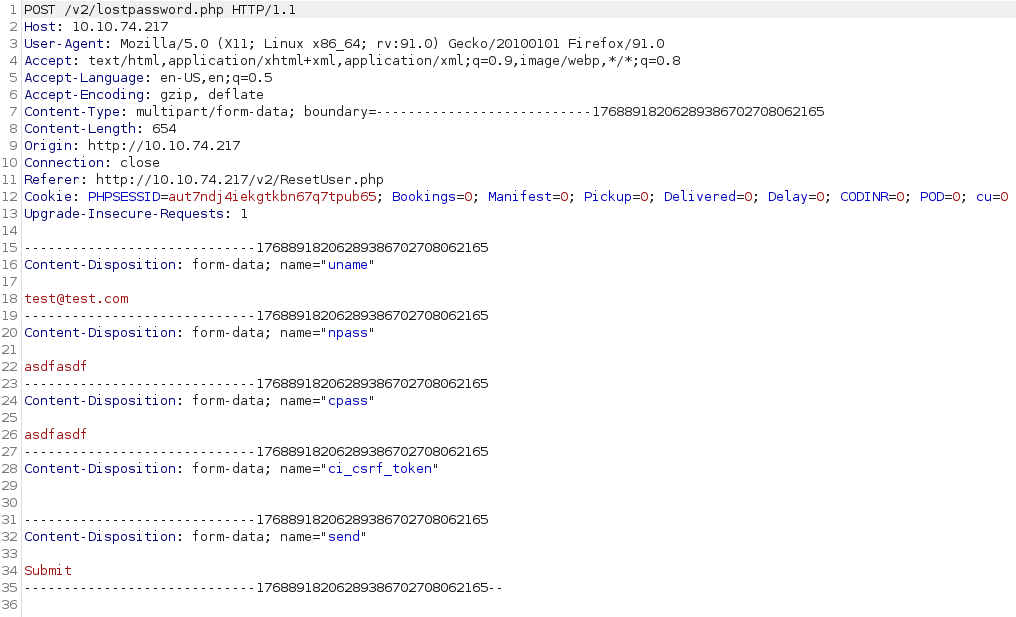 1 POST /v2/lostpassword.php HTTP/1.1
2 Host: 10.10.74.217
3 User-Agent: Mozilla/5.0 (X11; Linux x86_64; rv:91.0) Gecko/20100101 Firefox/91.0
4 Accept: text/html,application/xhtml+xml,application/xml;q=0.9,image/webp,*/*;q=0.8
5 Accept-Language: en-US,en;q=0.5
6 Accept-Encoding: gzip, deflate
7 Content-Type: multipart/form-data; boundary=---------------------------17688918206289386702708062165
8 Content-Length: 654
9 Origin: http://10.10.74.217
10 Connection: close
11 Referer: http://10.10.74.217/v2/ResetUser.php
12 Cookie: PHPSESSID=aut7ndj4iekgtkbn67q7tpub65; Bookings=0; Manifest=0; Pickup=0; Delivered=0; Delay=0; CODINR=0; POD=0; cu=0
13 Upgrade-Insecure-Requests: 1
14
15 -----------------------------17688918206289386702708062165
16 Content-Disposition: form-data; name="uname"
17
18 test@test.com
19 -----------------------------17688918206289386702708062165
20 Content-Disposition: form-data; name="npass"
21
22 asdfasdf
23 -----------------------------17688918206289386702708062165
24 Content-Disposition: form-data; name="cpass"
25
26 asdfasdf
27 -----------------------------17688918206289386702708062165
28 Content-Disposition: form-data; name="ci_csrf_token"
29
30
31 -----------------------------17688918206289386702708062165
32 Content-Disposition: form-data; name="send"
33
34 Submit
35 -----------------------------17688918206289386702708062165--
36